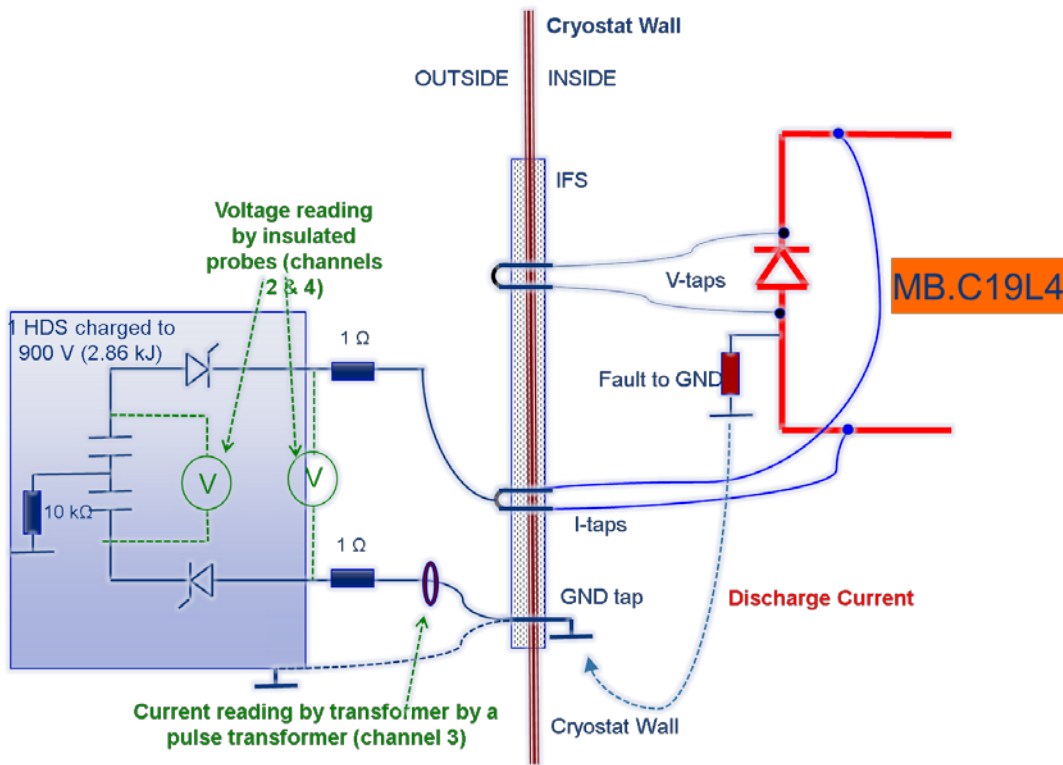 Cryostat Wall
OUTSIDE
INSIDE
IFS
Voltage reading
by insulated
probes (channels
2 & 4)
V-taps
MB.C19L4
1 HDS charged to
900 V (2.86 kJ)
1 Ω
Fault to GND
V
V
10 kΩ
I-taps
1 Ω
GND tap
Discharge Current
Current reading by transformer by a
pulse transformer (channel 3)
Cryostat Wall